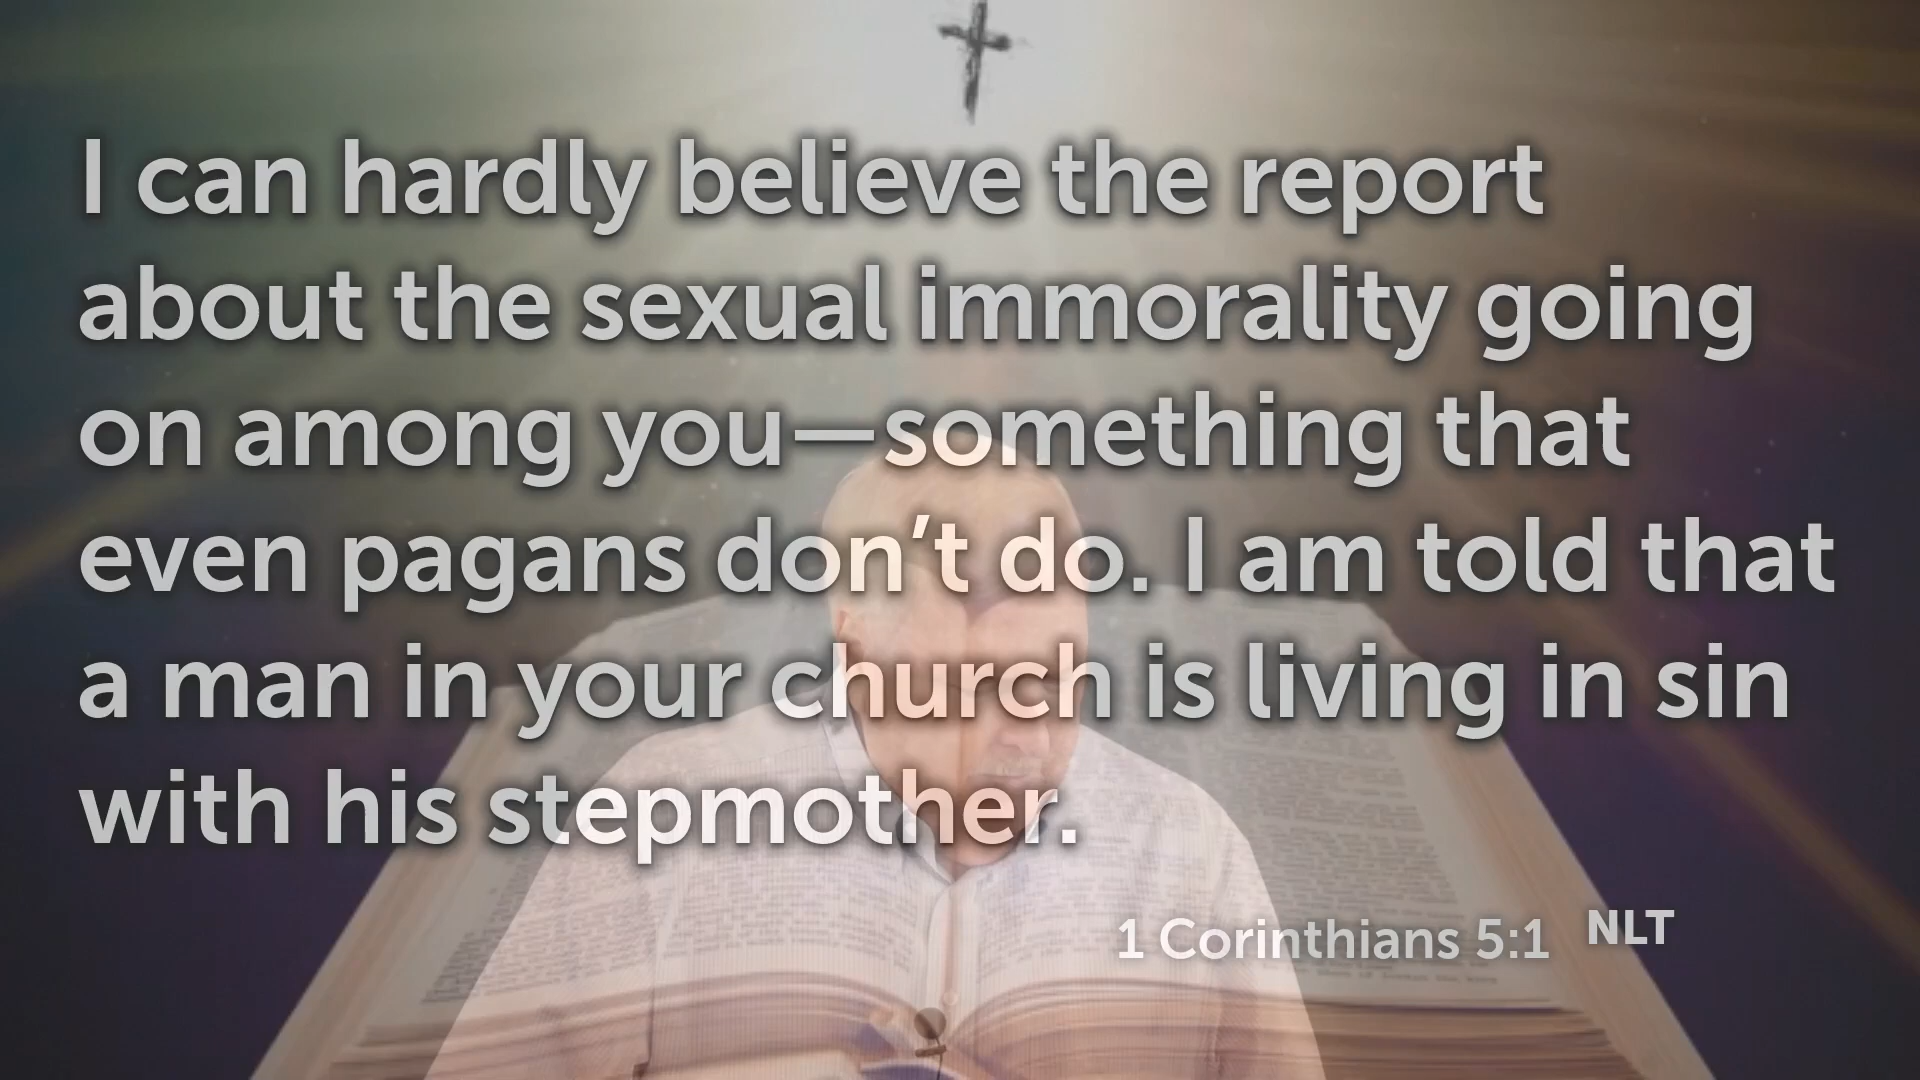 I can hardly believe the report
about the sexual immorality going
on among you—something that
even pagans don’t do. I am told that
a man in your church is living in sin
with his stepmother.
1 Corinthians 5:1 NLT